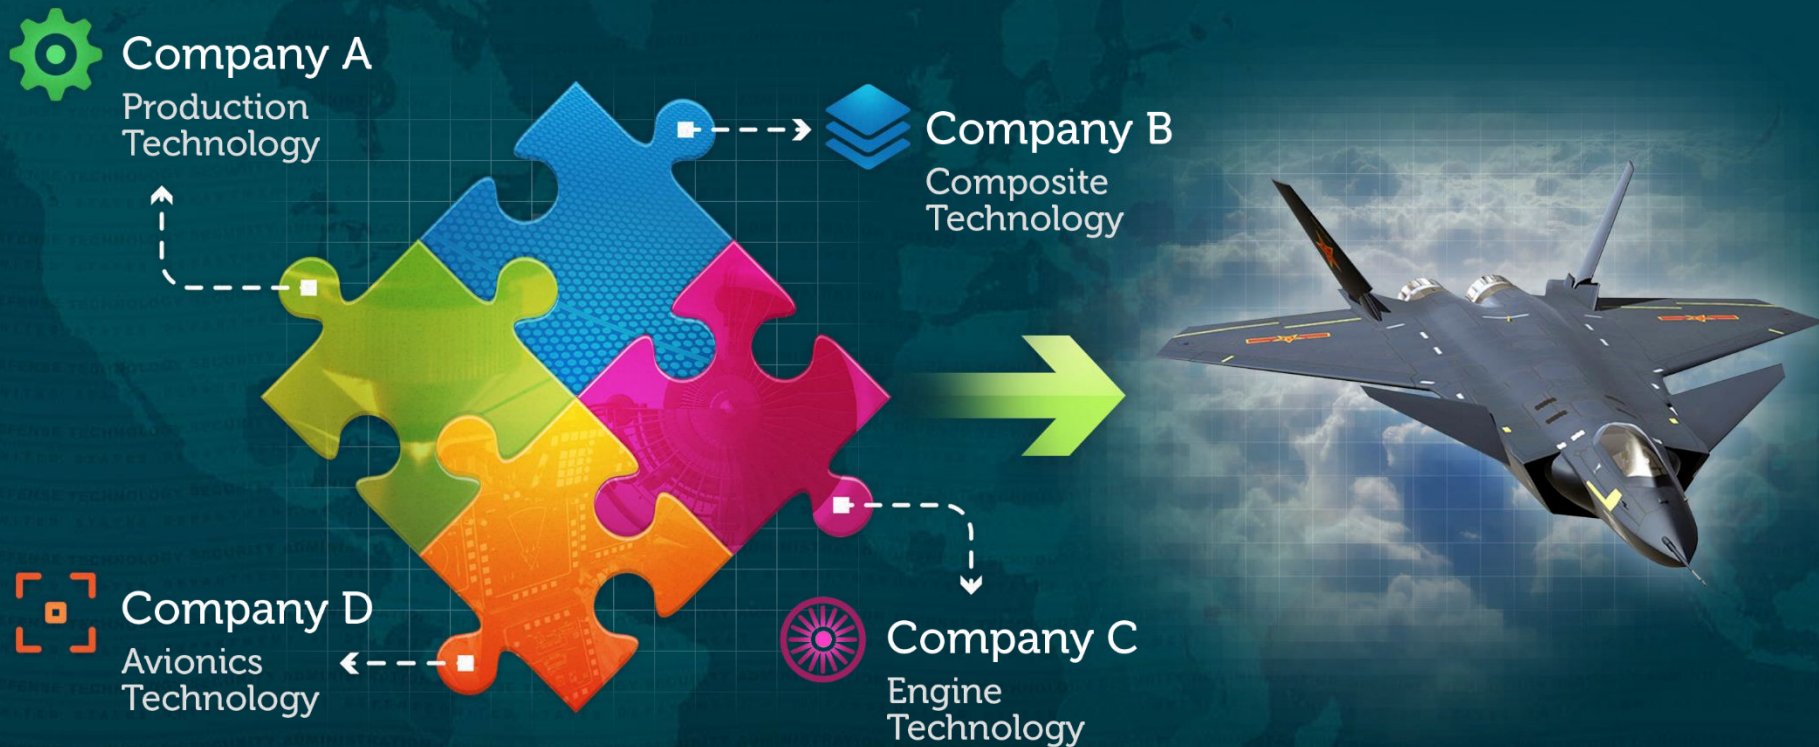 Company A
Production
Technology
Company B
Composite
Technology
Company D
Avionics
Technology
Company C
Engine
Technology